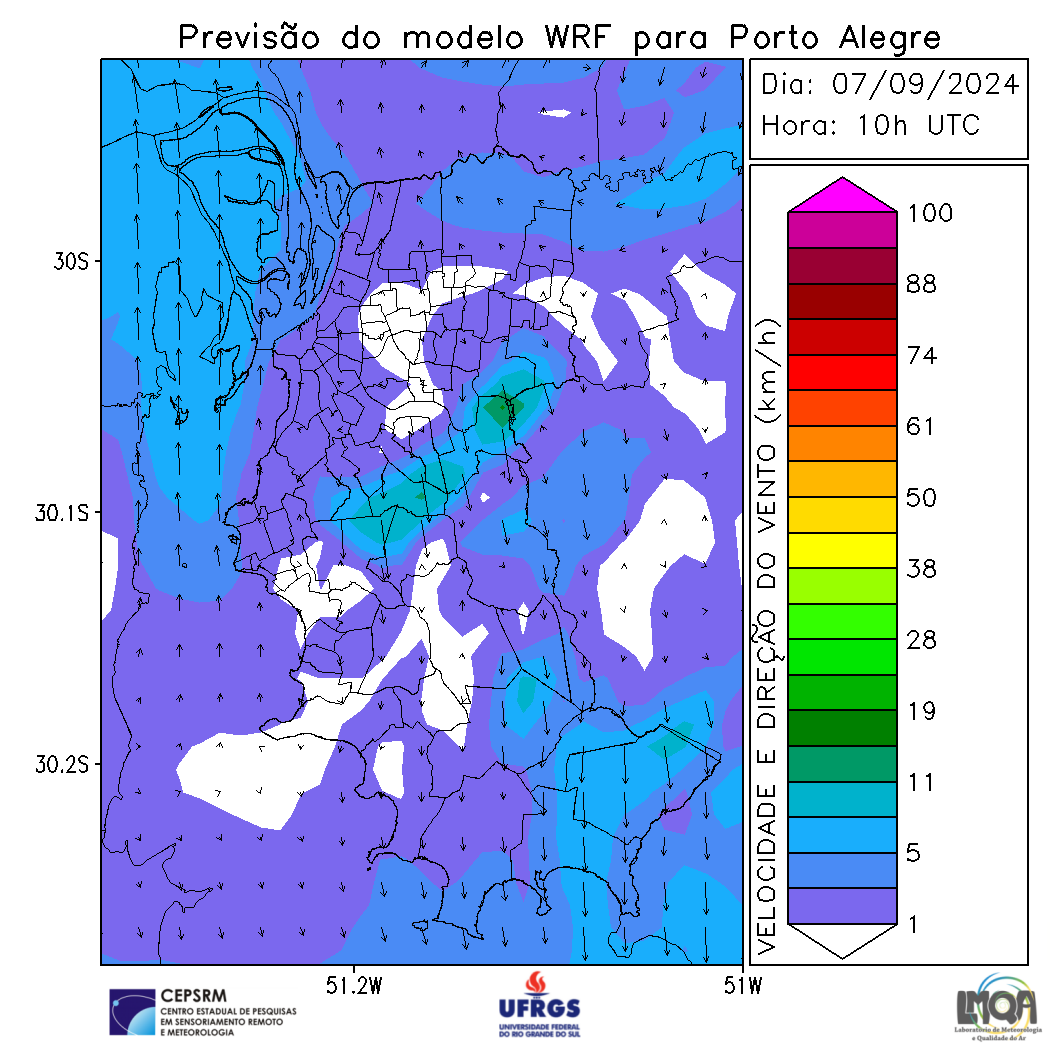 Previsão do modelo WRF para Porto Alegre
Dia: 07/09/2024
Hora: 10h UTC
30S
30.1S
30.2S
51.2W
51W
VELOCIDADE E DIREÇÃO DO VENTO (km/h)
100
88
74
61
50
38
28
19
11
5
1
CEPSRM
CENTRO ESTADUAL DE PESQUISAS
EM SENSORIAMENTO REMOTO
E METEOROLOGIA
UFRGS
UNIVERSIDADE FEDERAL
DO RIO GRANDE DO SUL
LMQA
Laboratório de Meteorologia
e Qualidade do Ar